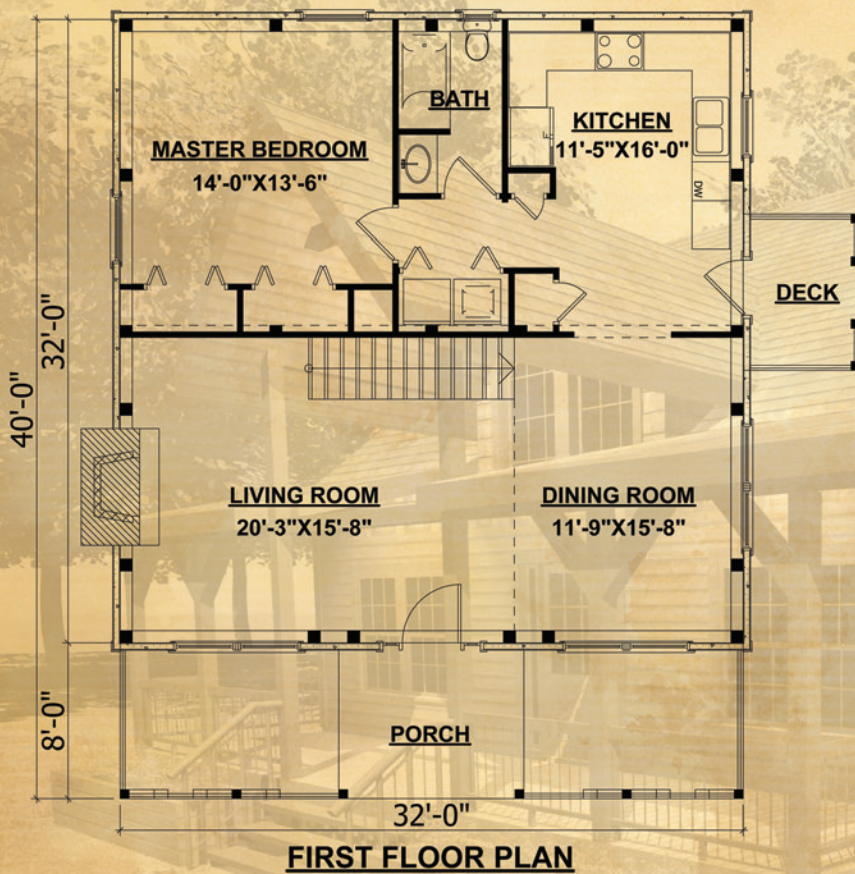 BATH
KITCHEN
11'-5"X16'-0"
MASTER BEDROOM
14'-0"X13'-6"
F
DW
DECK
32'-0"
40'-0"
LIVING ROOM
20'-3"X15'-8"
DINING ROOM
11'-9"X15'-8"
8'-0"
PORCH
32'-0"
FIRST FLOOR PLAN